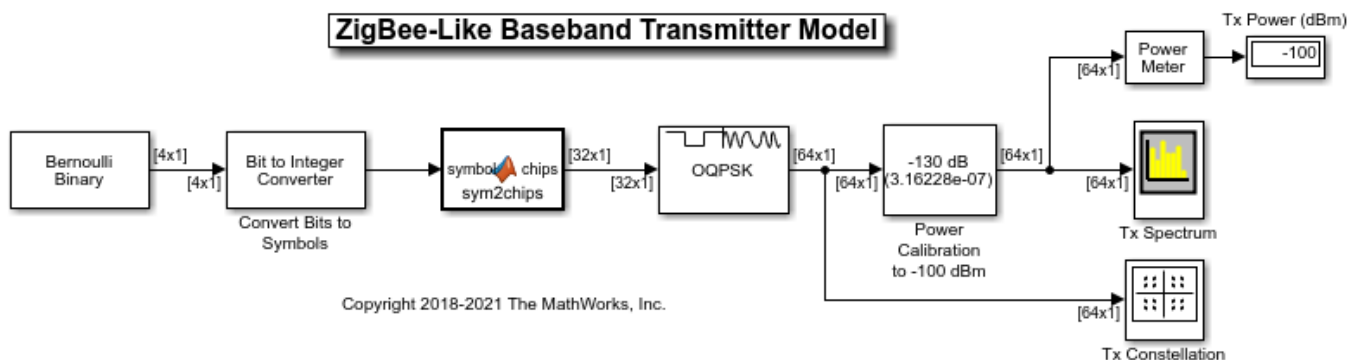 ZigBee-Like Baseband Transmitter Model
Tx Power (dBm)
Power
Meter
-100
[64x1]
Bernoulli
Binary
[4x1]
[4x1]
Bit to Integer
Converter
Convert Bits to
Symbols
symbol chips
sym2chips
[32x1]
[32x1]
OQPSK
[64x1]
[64x1]
-130 dB
(3.16228e-07)
Power
Calibration
to -100 dBm
[64x1]
[64x1]
Tx Spectrum
[64x1]
Tx Constellation
Copyright 2018-2021 The MathWorks, Inc.